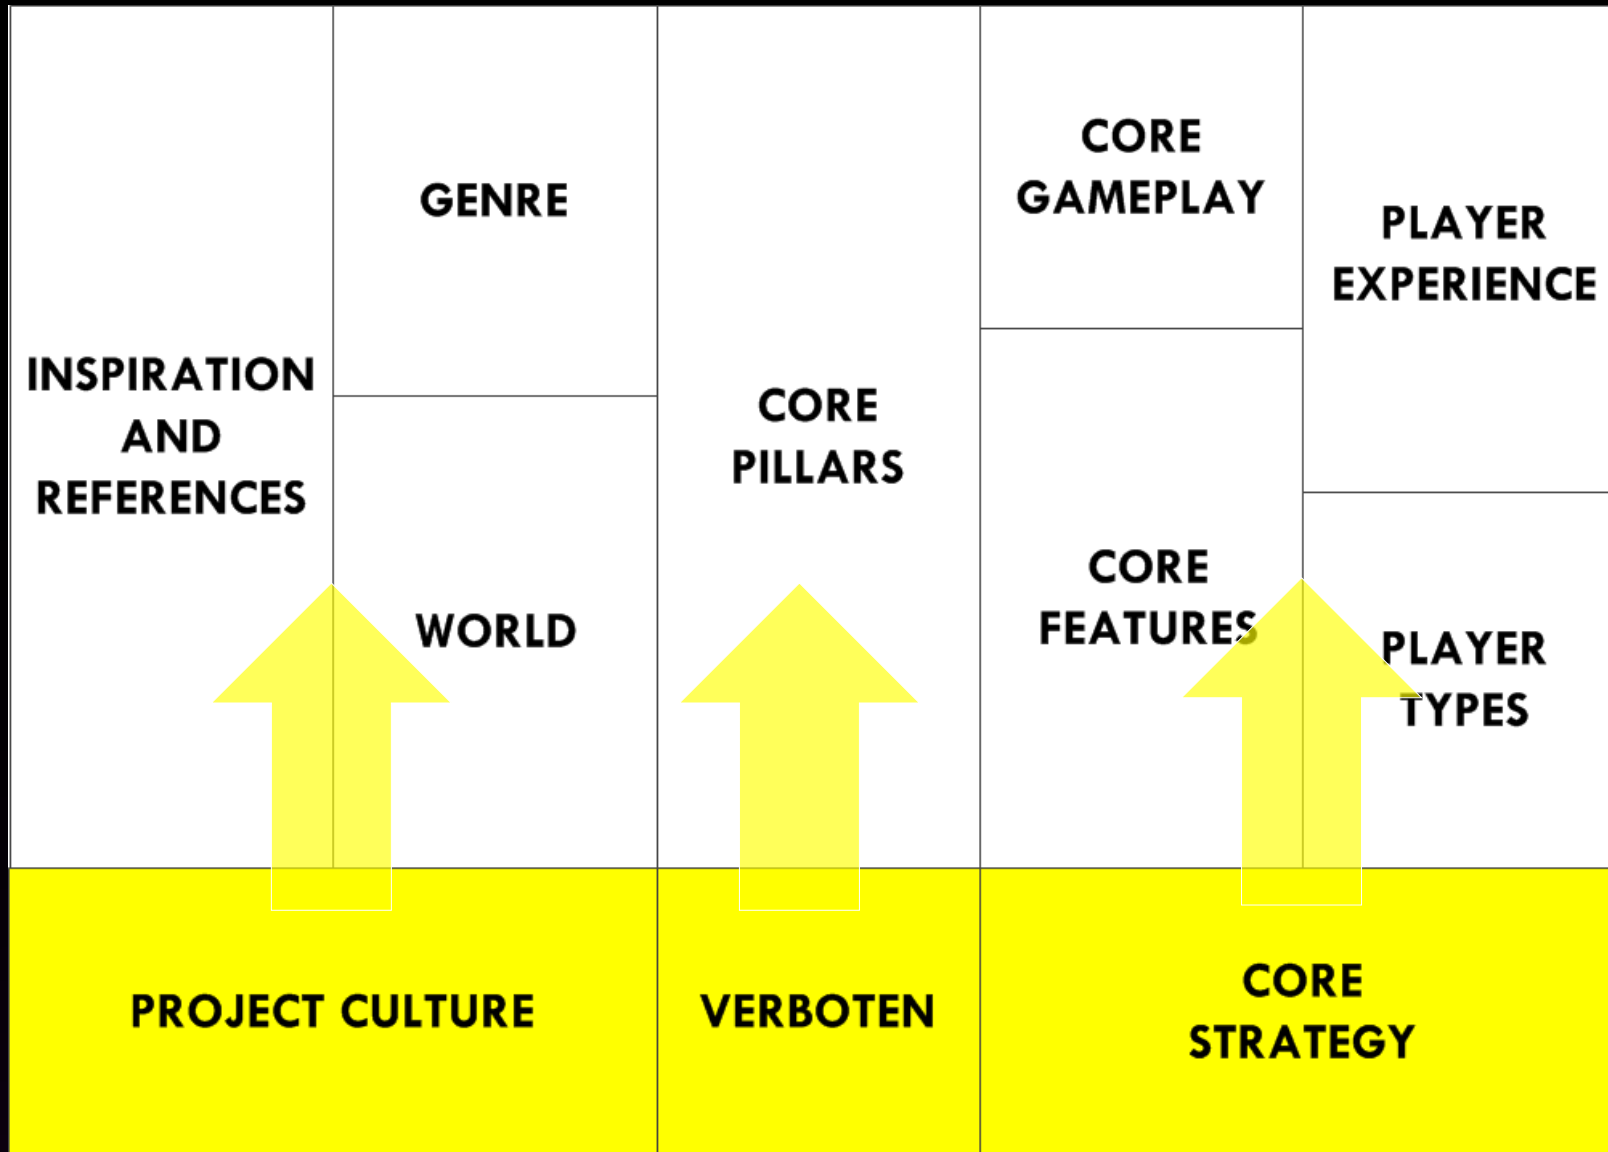 INSPIRATION
AND
REFERENCES
GENRE
WORLD
CORE
PILLARS
CORE
GAMEPLAY
CORE
FEATURES
PLAYER
EXPERIENCE
PLAYER
TYPES
PROJECT CULTURE
VERBOTEN
CORE
STRATEGY